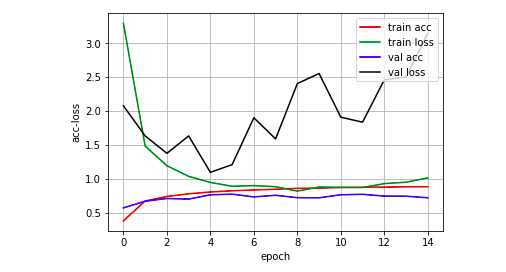 train acc
train loss
val acc
val loss
3.0
2.5
2.0
1.5
1.0
0.5
acc-loss
0 2 4 6 8 10 12 14
epoch